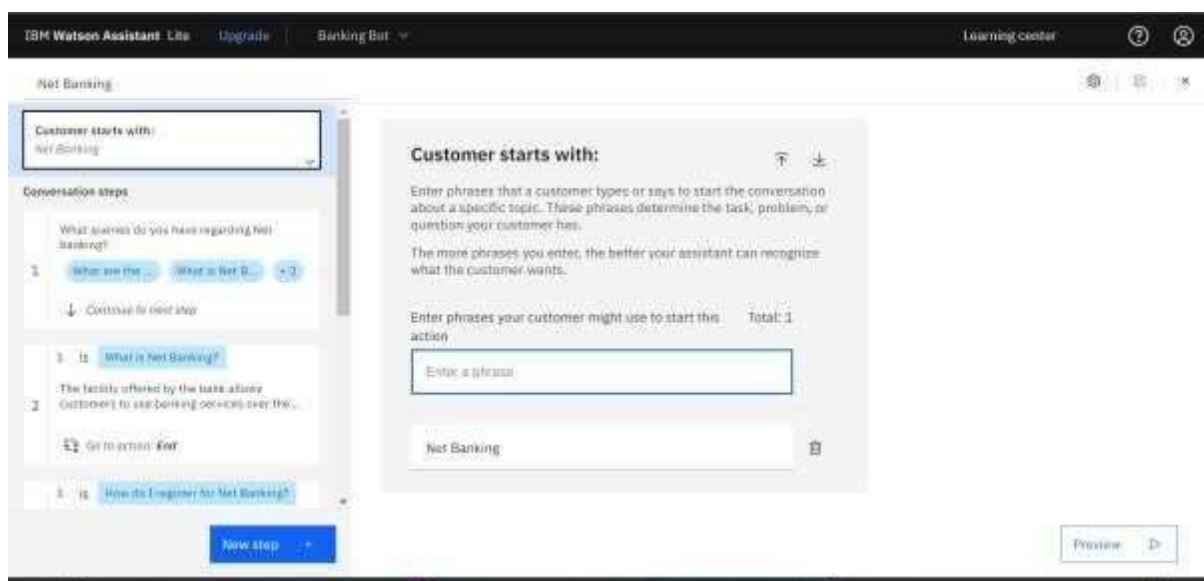 IBM Watson Assistant Lite Upgrade Banking Bot
Learning center
Net Banking
Customer starts with:
Net Banking
Conversation steps
1
What queries do you have regarding Net
banking?
What are the ... What is Net B... + 3
Continue to next step
2
1 is What is Net Banking?
The facility offered by the bank allows
customers to use banking services over the...
Go to action: End
1 is How do I register for Net Banking?
New step +
Customer starts with:
Enter phrases that a customer types or says to start the conversation
about a specific topic. These phrases determine the task, problem, or
question your customer has.
The more phrases you enter, the better your assistant can recognize
what the customer wants.
Enter phrases your customer might use to start this
action
Total: 1
Enter a phrase
Net Banking
Preview